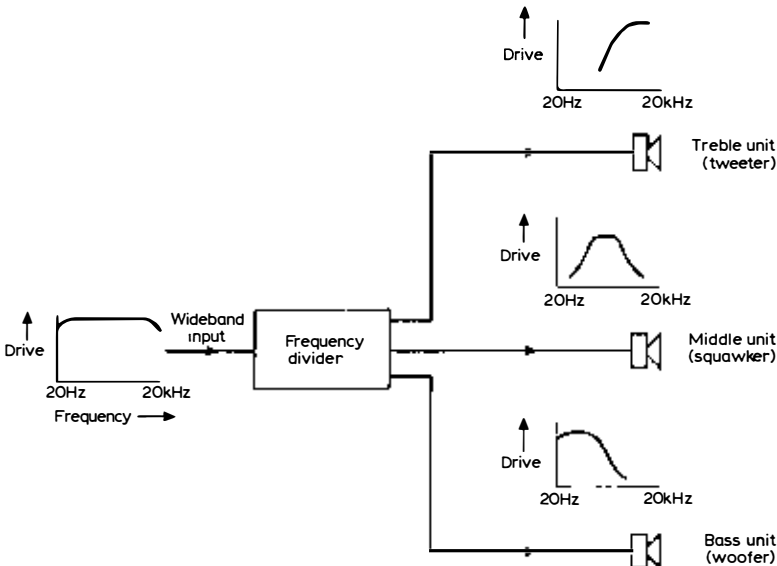 Drive
20Hz 20kHz
Treble unit
(tweeter)
Drive
20Hz 20kHz
Wideband
input
Drive
20Hz 20kHz
Frequency
Frequency
divider
Middle unit
(squawker)
Drive
20Hz 20kHz
Bass unit
(woofer)